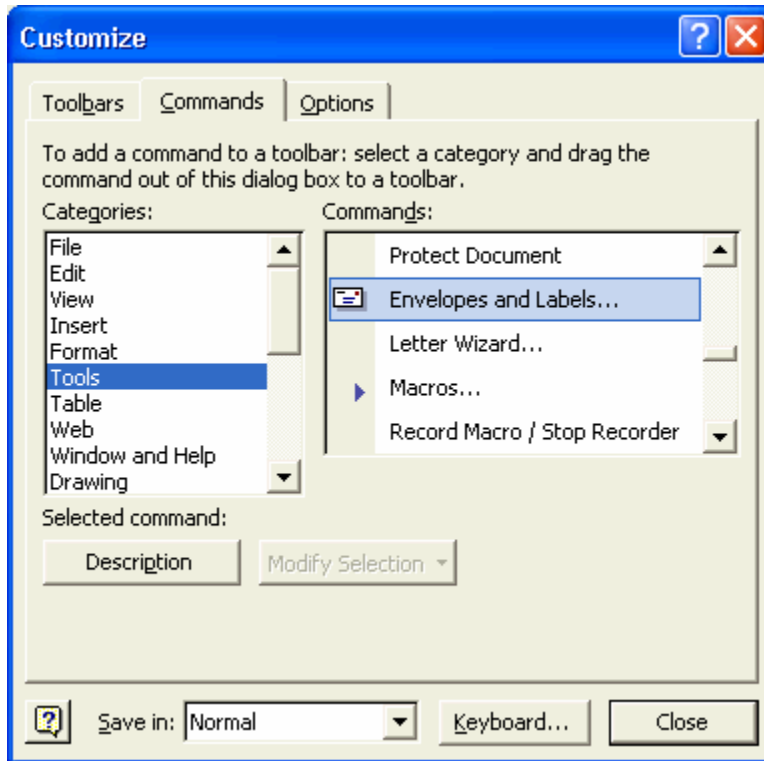 Customize
Toolbars Commands Options
To add a command to a toolbar: select a category and drag the
command out of this dialog box to a toolbar.
Categories: Commands:
File
Edit
View
Insert
Format
Tools
Table
Web
Window and Help
Drawing
Protect Document
Envelopes and Labels...
Letter Wizard...
Macros...
Record Macro / Stop Recorder
Selected command:
Description Modify Selection
Save in: Normal Keyboard... Close